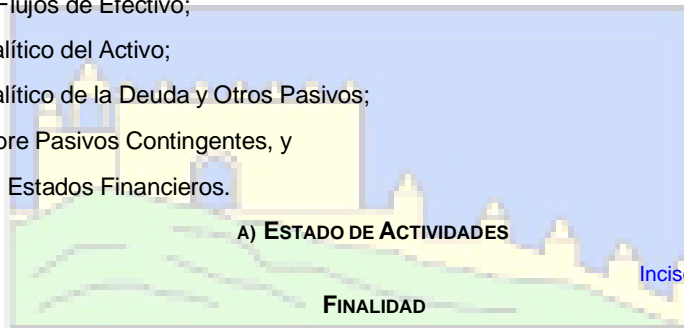 Flujos de Efectivo;
alítico del Activo;
alítico de la Deuda y Otros Pasivos;
ore Pasivos Contingentes, y
Estados Financieros.
A) ESTADO DE ACTIVIDADES
Incis
FINALIDAD